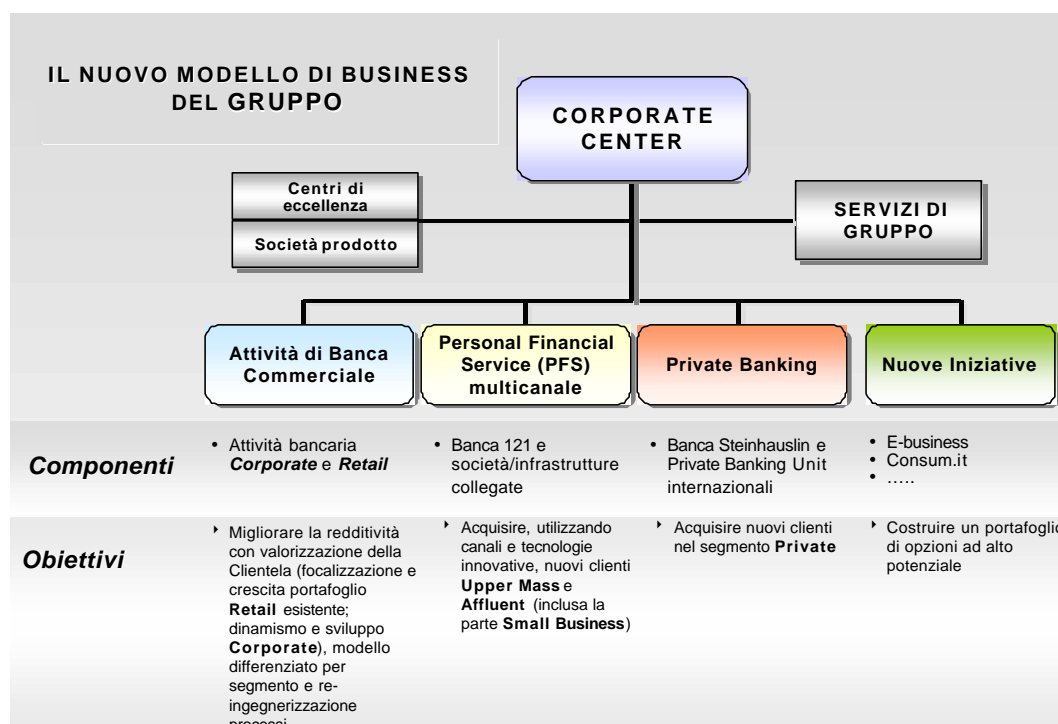 IL NUOVO MODELLO DI BUSINESS
DEL GRUPPO
CORPORATE
CENTER
Centri di
eccellenza
Società prodotto
SERVIZI DI
GRUPPO
Attività di Banca
Commerciale
Personal Financial
Service (PFS)
multicanale
Private Banking
Nuove Iniziative
Componenti
• Attività bancaria
Corporate e Retail
• Banca 121 e
società/infrastrutture
collegate
• Banca Steinhauslin e
Private Banking Unit
internazionali
• E-business
• Consum.it
• .....
Obiettivi
Migliorare la redditività
con valorizzazione della
Clientela (focalizzazione e
crescita portafoglio
Retail esistente;
dinamismo e sviluppo
Corporate), modello
differenziato per
segmento e re-
ingegnerizzazione
processi
Acquisire, utilizzando
canali e tecnologie
innovative, nuovi clienti
Upper Mass e
Affluent (inclusa la
parte Small Business)
Acquisire nuovi clienti
nel segmento Private
Costruire un portafoglio
di opzioni ad alto
potenziale